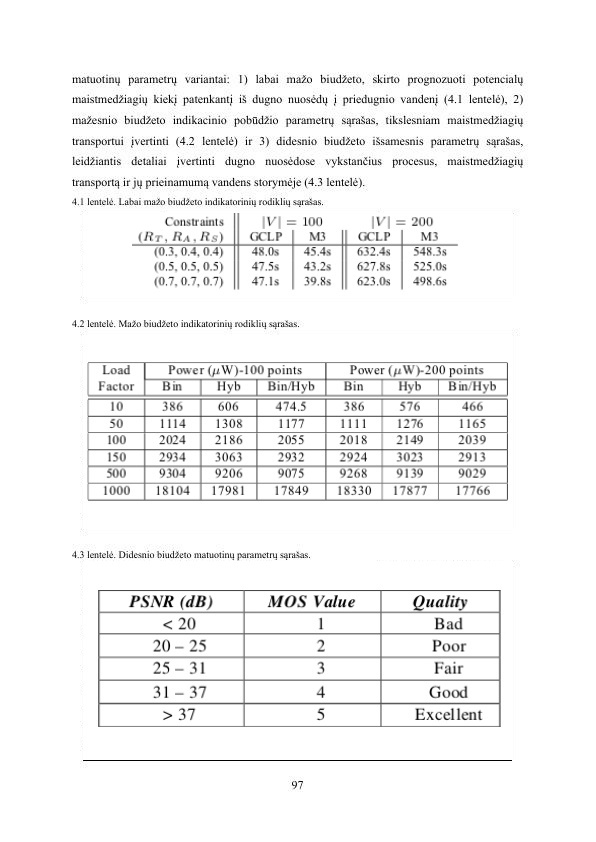 matuotinų parametrų variantai: 1) labai mažo biudžeto, skirto prognozuoti potencialų
maistmedžiagių kiekį patenkantį iš dugno nuosėdų į priedugnio vandenį (4.1 lentelė), 2)
mažesnio biudžeto indikacinio pobūdžio parametrų sąrašas, tikslesniam maistmedžiagių
transportui įvertinti (4.2 lentelė) ir 3) didesnio biudžeto išsamesnis parametrų sąrašas,
leidžiantis detaliai įvertinti dugno nuosėdose vykstančius procesus, maistmedžiagių
transportą ir jų prieinamumą vandens storymėje (4.3 lentelė).
4.1 lentelė. Labai mažo biudžeto indikatorinių rodiklių sąrašas.
Constraints |V| = 100 |V| = 200
(R_T, R_A, R_S) GCLP M3 GCLP M3
(0.3, 0.4, 0.4) 48.0s 45.4s 632.4s 548.3s
(0.5, 0.5, 0.5) 47.5s 43.2s 627.8s 525.0s
(0.7, 0.7, 0.7) 47.1s 39.8s 623.0s 498.6s
4.2 lentelė. Mažo biudžeto indikatorinių rodiklių sąrašas.
Load Power (μW)-100 points Power (μW)-200 points
Factor Bin Hyb Bin/Hyb Bin Hyb Bin/Hyb
10 386 606 474.5 386 576 466
50 1114 1308 1177 1111 1276 1165
100 2024 2186 2055 2018 2149 2039
150 2934 3063 2932 2924 3023 2913
500 9304 9206 9075 9268 9139 9029
1000 18104 17981 17849 18330 17877 17766
4.3 lentelė. Didesnio biudžeto matuotinų parametrų sąrašas.
PSNR (dB) MOS Value Quality
< 20 1 Bad
20 – 25 2 Poor
25 – 31 3 Fair
31 – 37 4 Good
> 37 5 Excellent
97